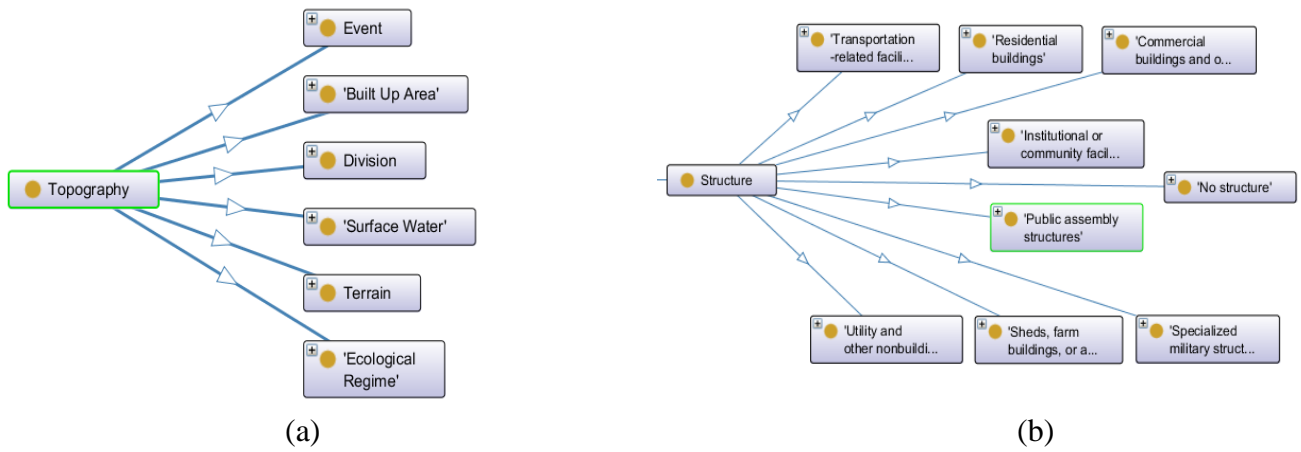 Topography
Event
'Built Up Area'
Division
'Surface Water'
Terrain
'Ecological
Regime'
(a)
'Transportation
-related facili...
'Residential
buildings'
'Commercial
buildings and o...
'Institutional or
community facil...
Structure
'No structure'
'Public assembly
structures'
'Utility and
other nonbuildi...
'Sheds, farm
buildings, or a...
'Specialized
military struct...
(b)